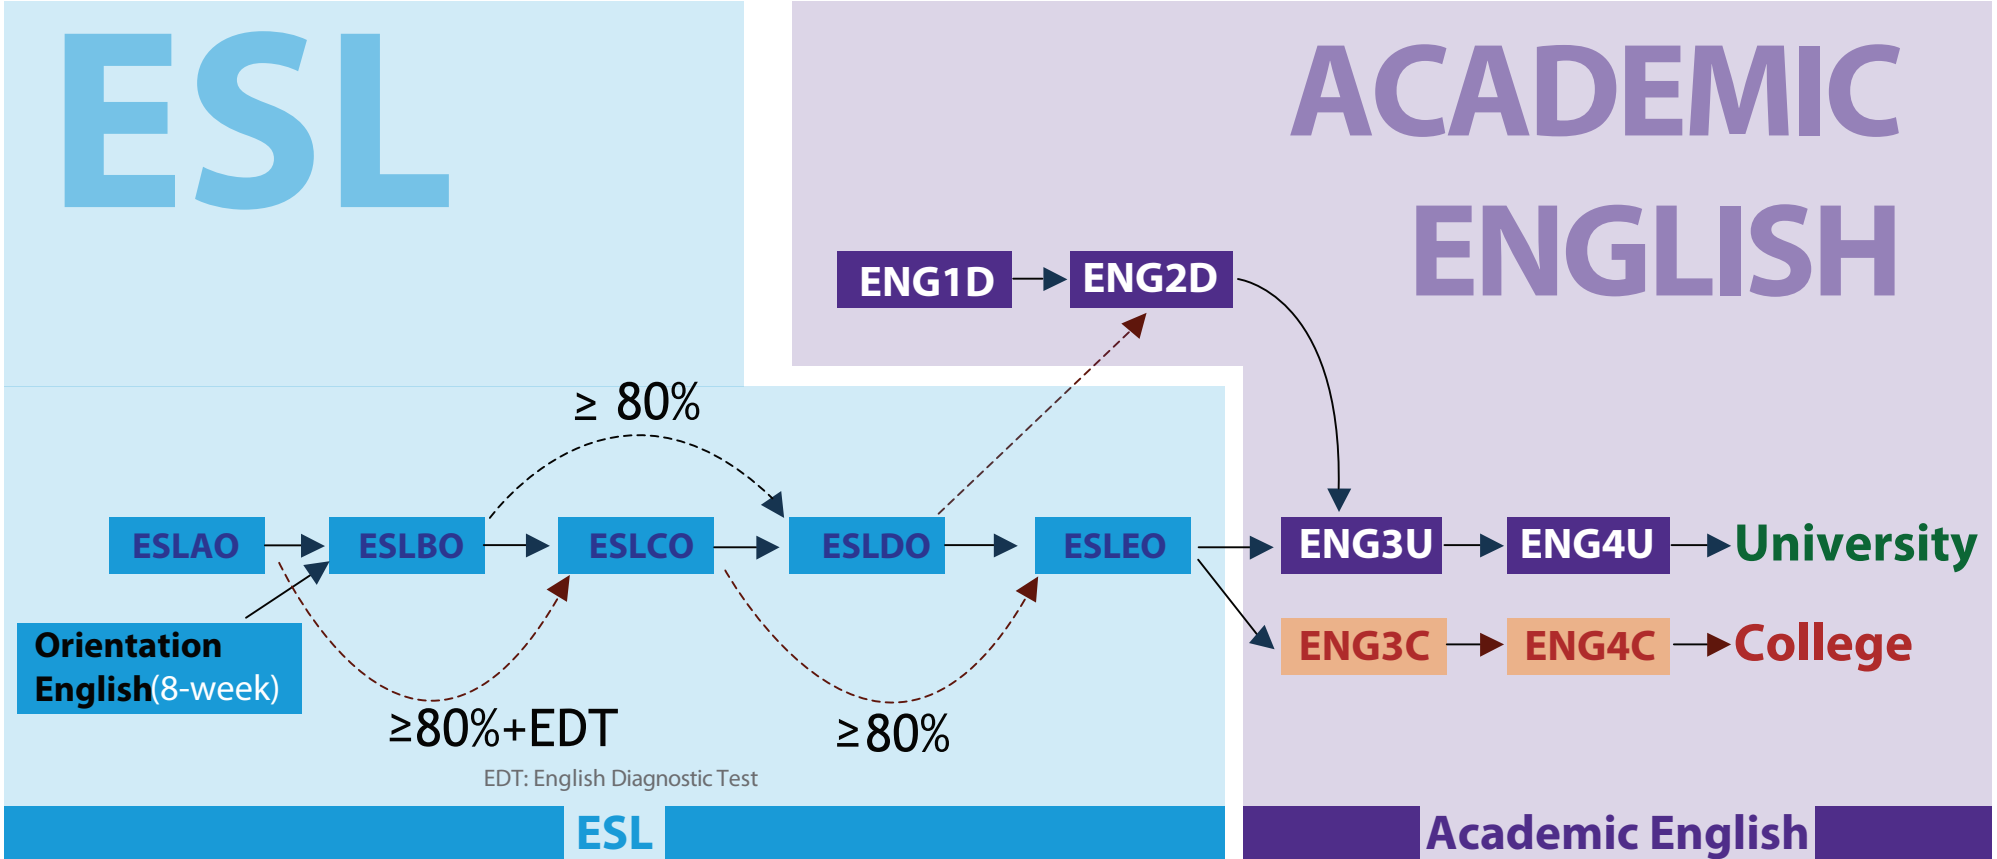 ESL
ACADEMIC
ENGLISH
ENG1D
ENG2D
≥ 80%
ESLAO
ESLBO
ESLCO
ESLDO
ESLEO
ENG3U
ENG4U
University
Orientation
English(8-week)
ENG3C
ENG4C
College
≥80%+EDT
≥80%
EDT: English Diagnostic Test
ESL
Academic English